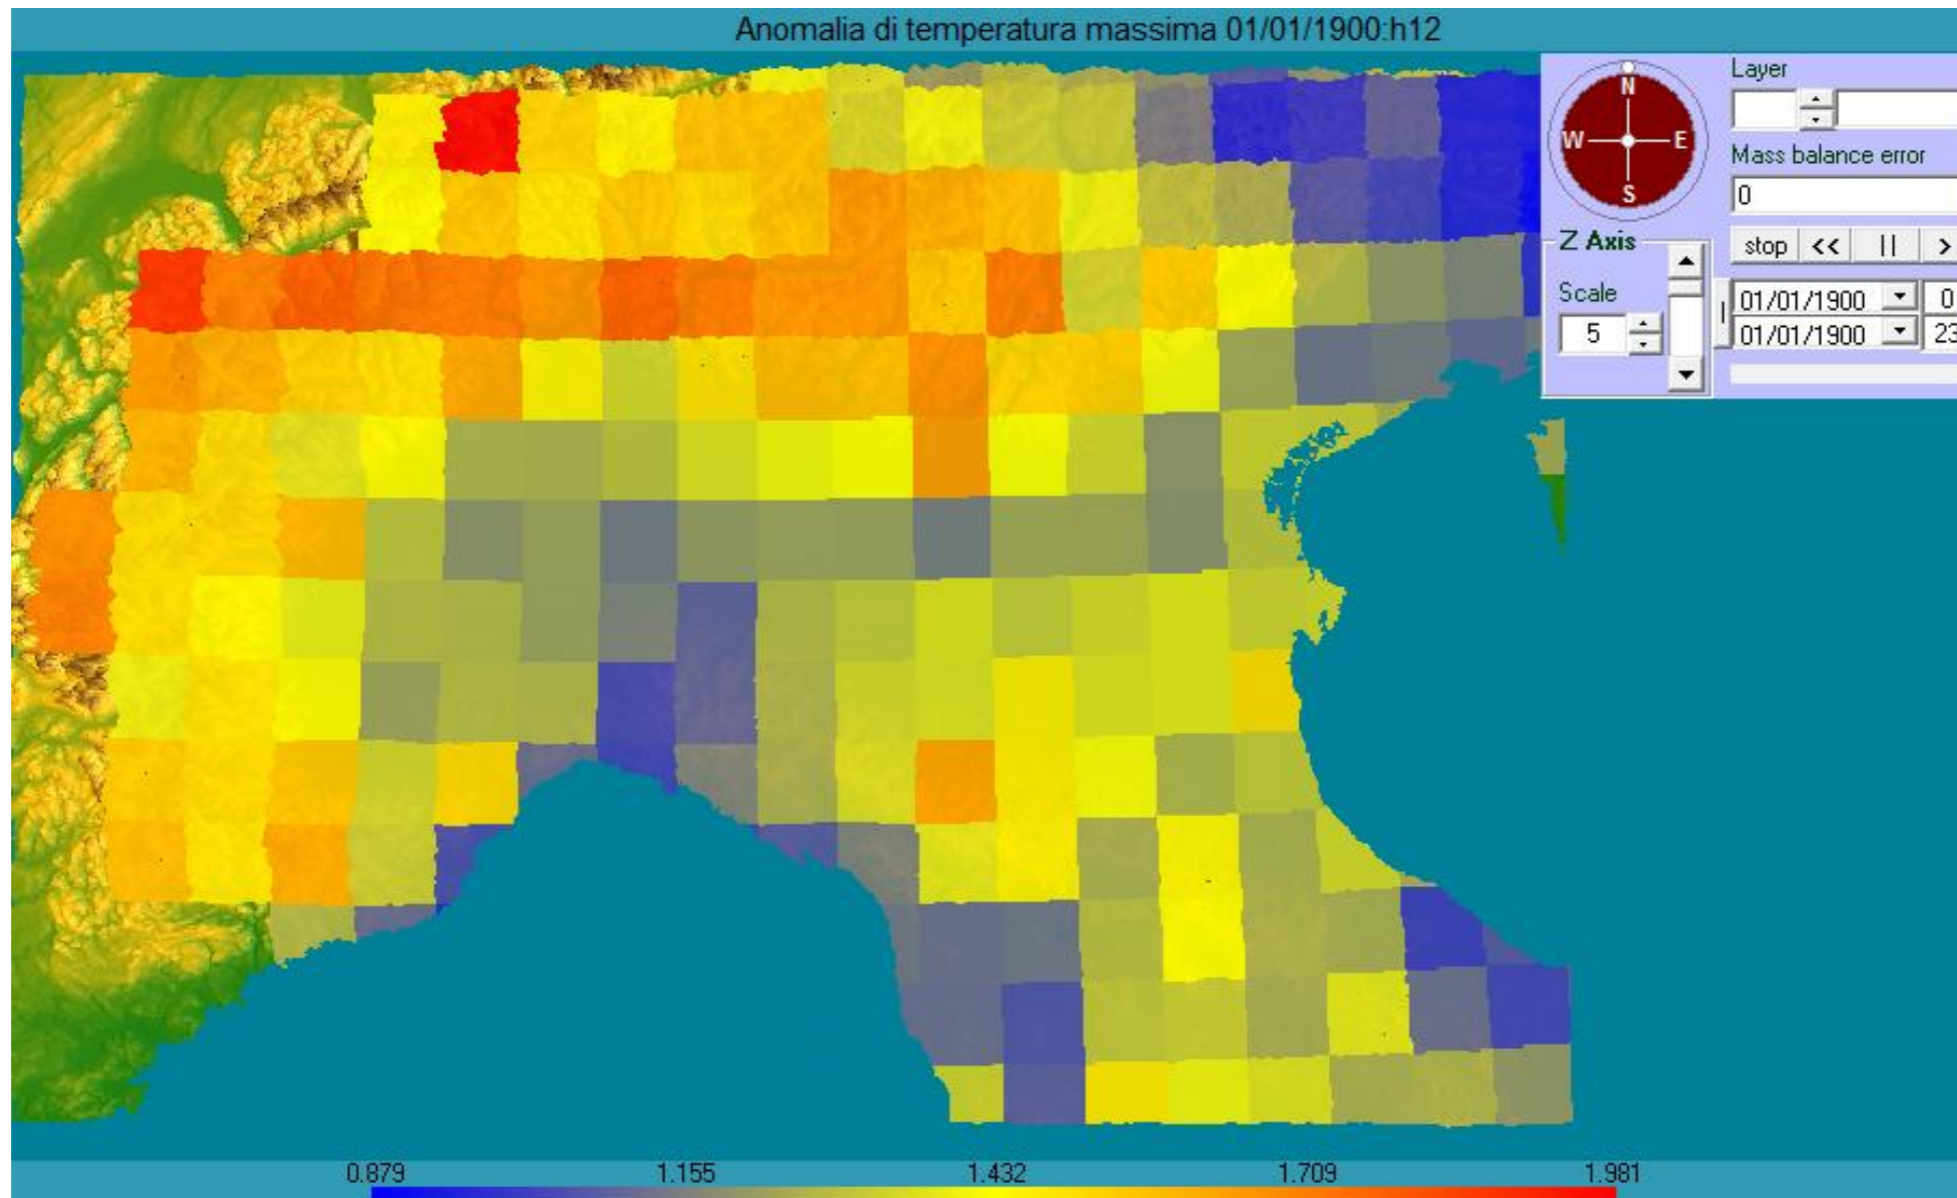 Anomalia di temperatura massima 01/01/1900:h12
Layer
N
W
E
S
Mass balance error
0
Z Axis
stop << || >
Scale
01/01/1900 0
5
01/01/1900 23
0.879 1.155 1.432 1.709 1.981